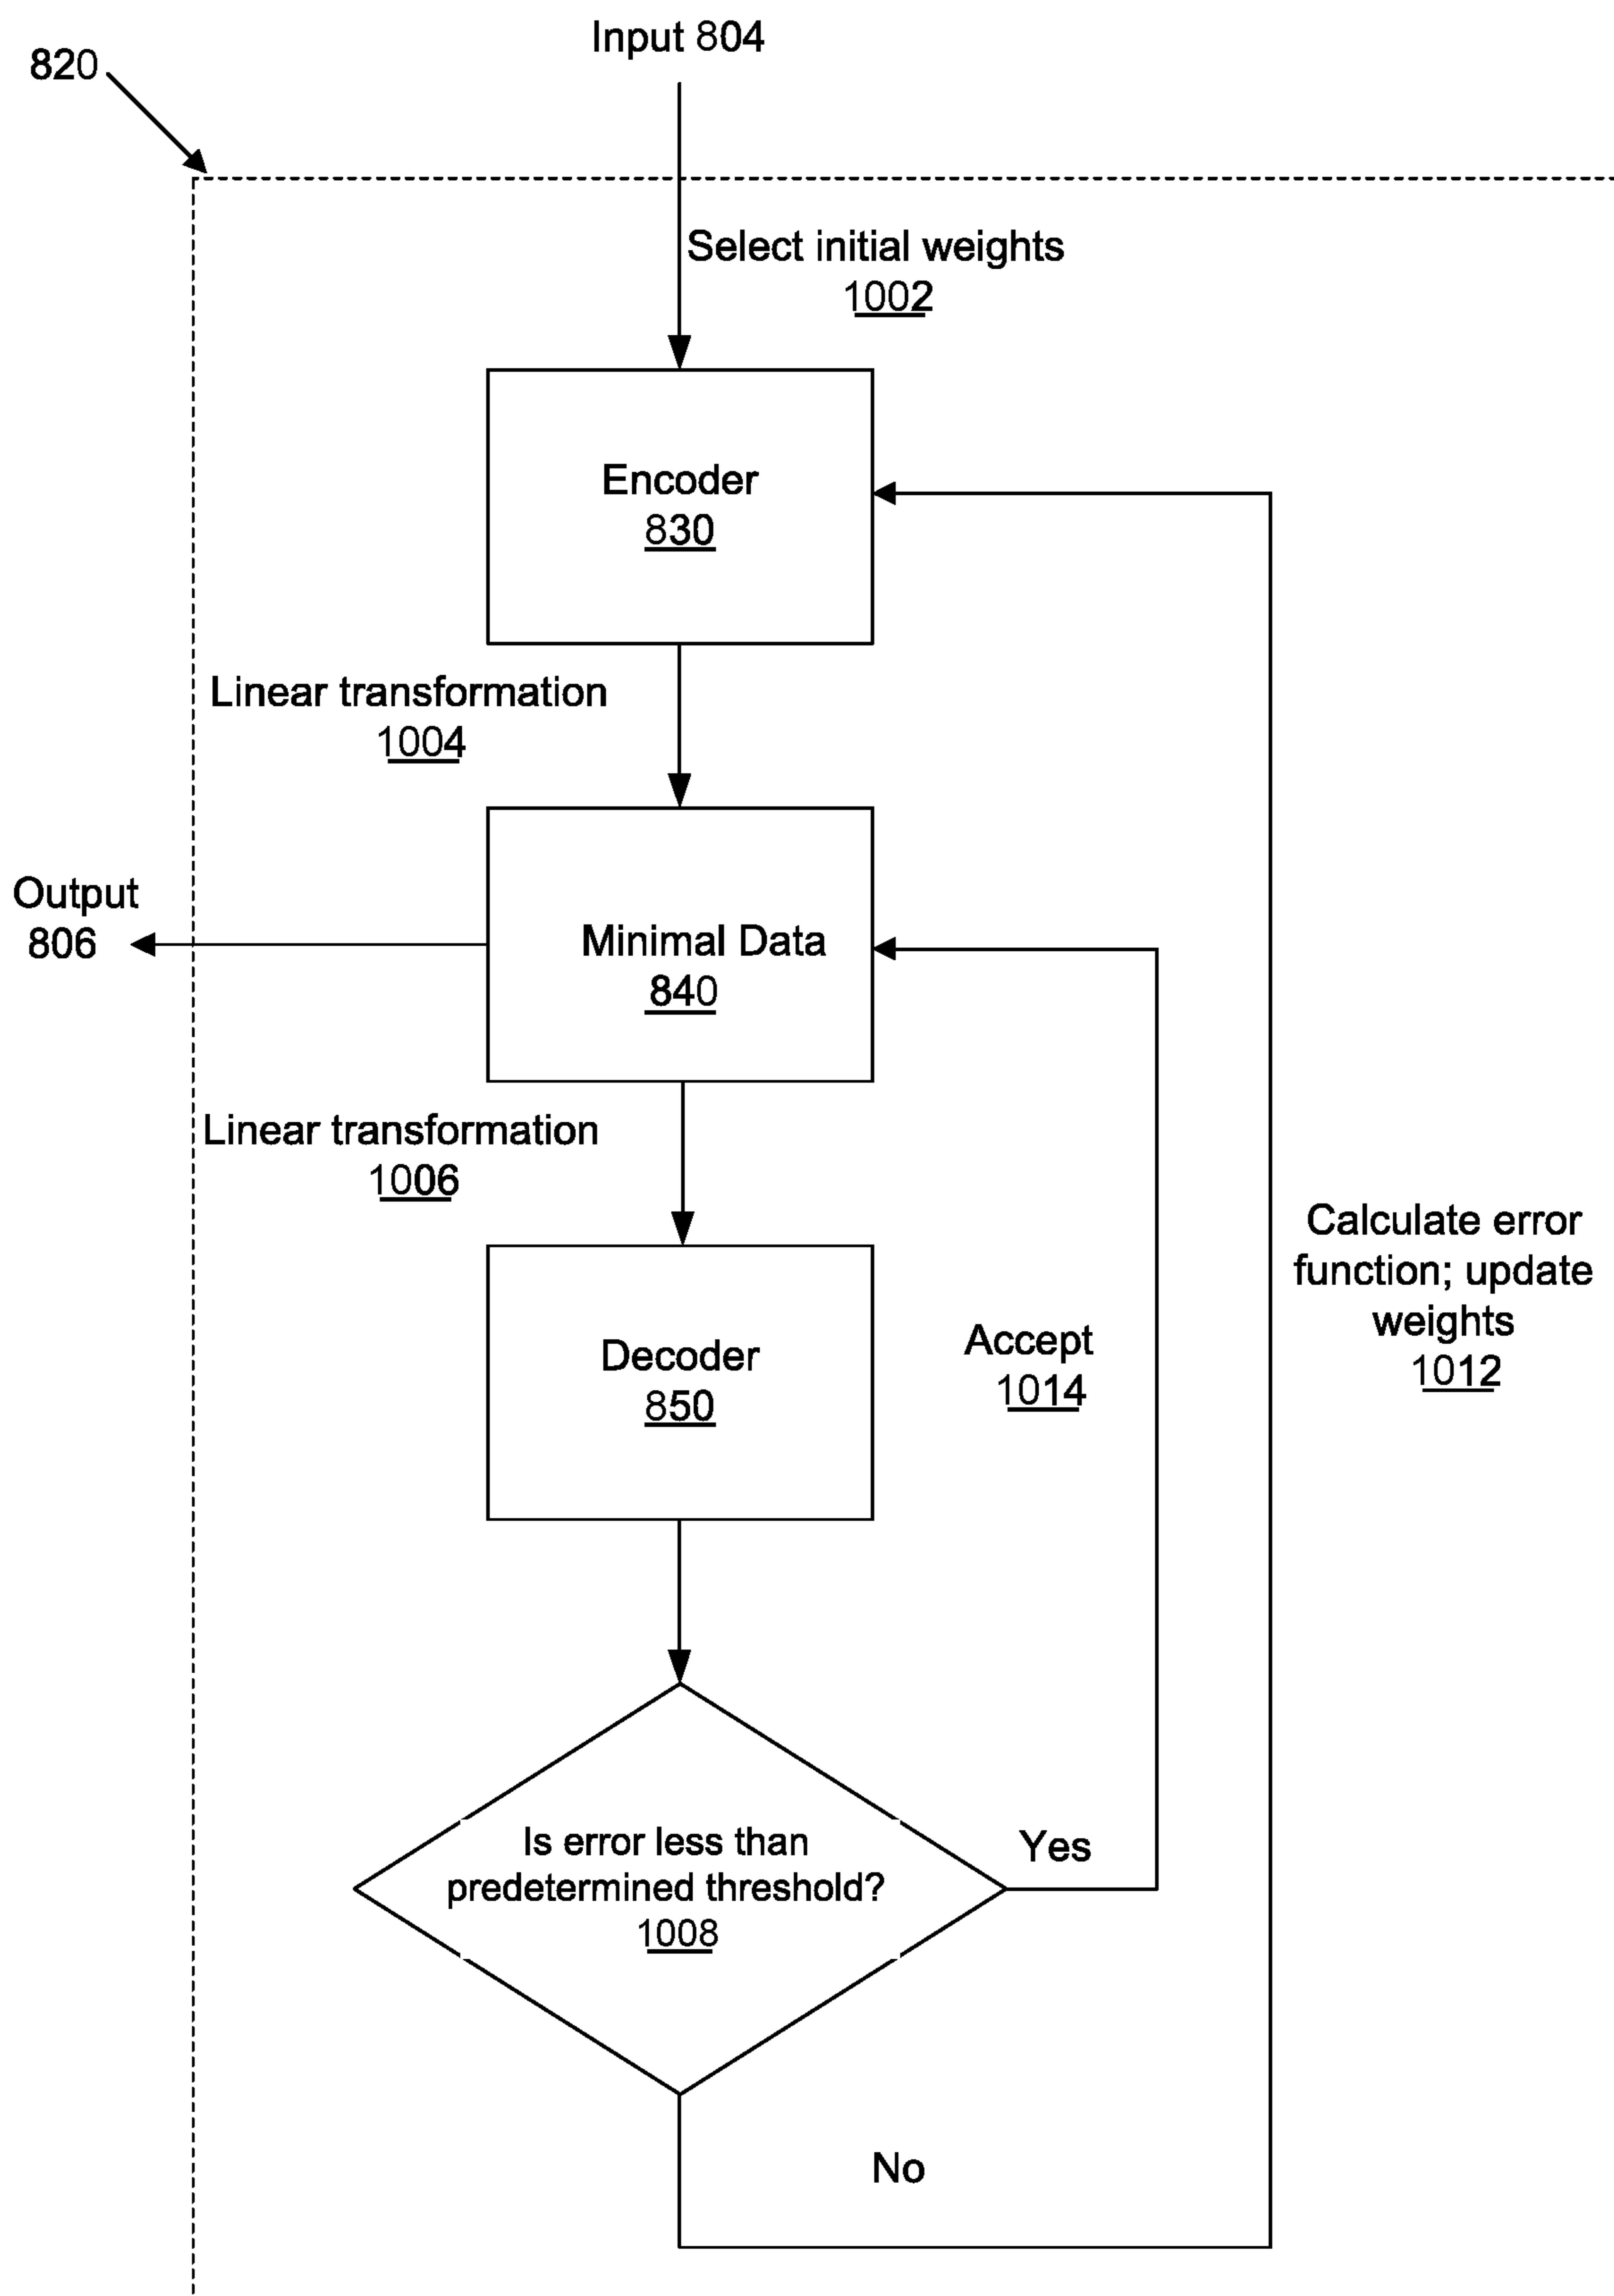 Input 804
820
Select initial weights
1002
Encoder
830
Linear transformation
1004
Output
806
Minimal Data
840
Linear transformation
1006
Calculate error
function; update
weights
1012
Accept
1014
Decoder
850
Is error less than
predetermined threshold?
1008
Yes
No